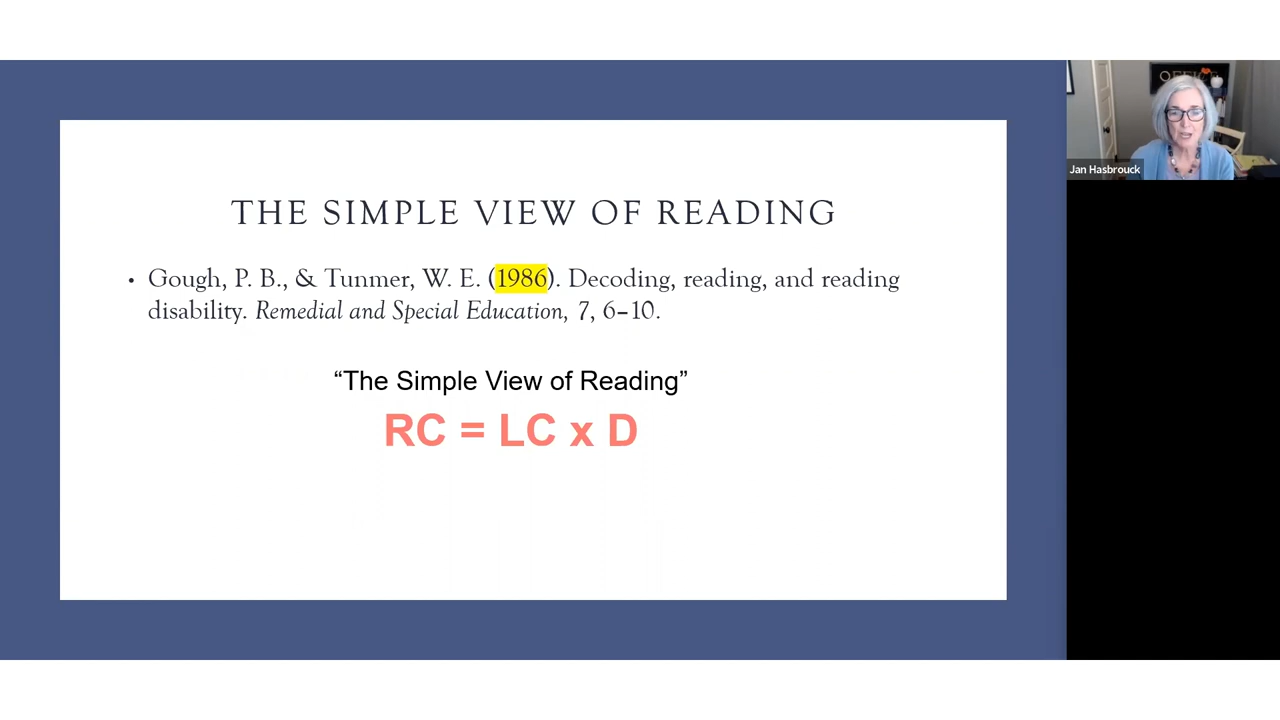 THE SIMPLE VIEW OF READING
• Gough, P. B., & Tunmer, W. E. (1986). Decoding, reading, and reading
disability. Remedial and Special Education, 7, 6–10.
“The Simple View of Reading”
RC = LC x D
OFFICE
Jan Hasbrouck